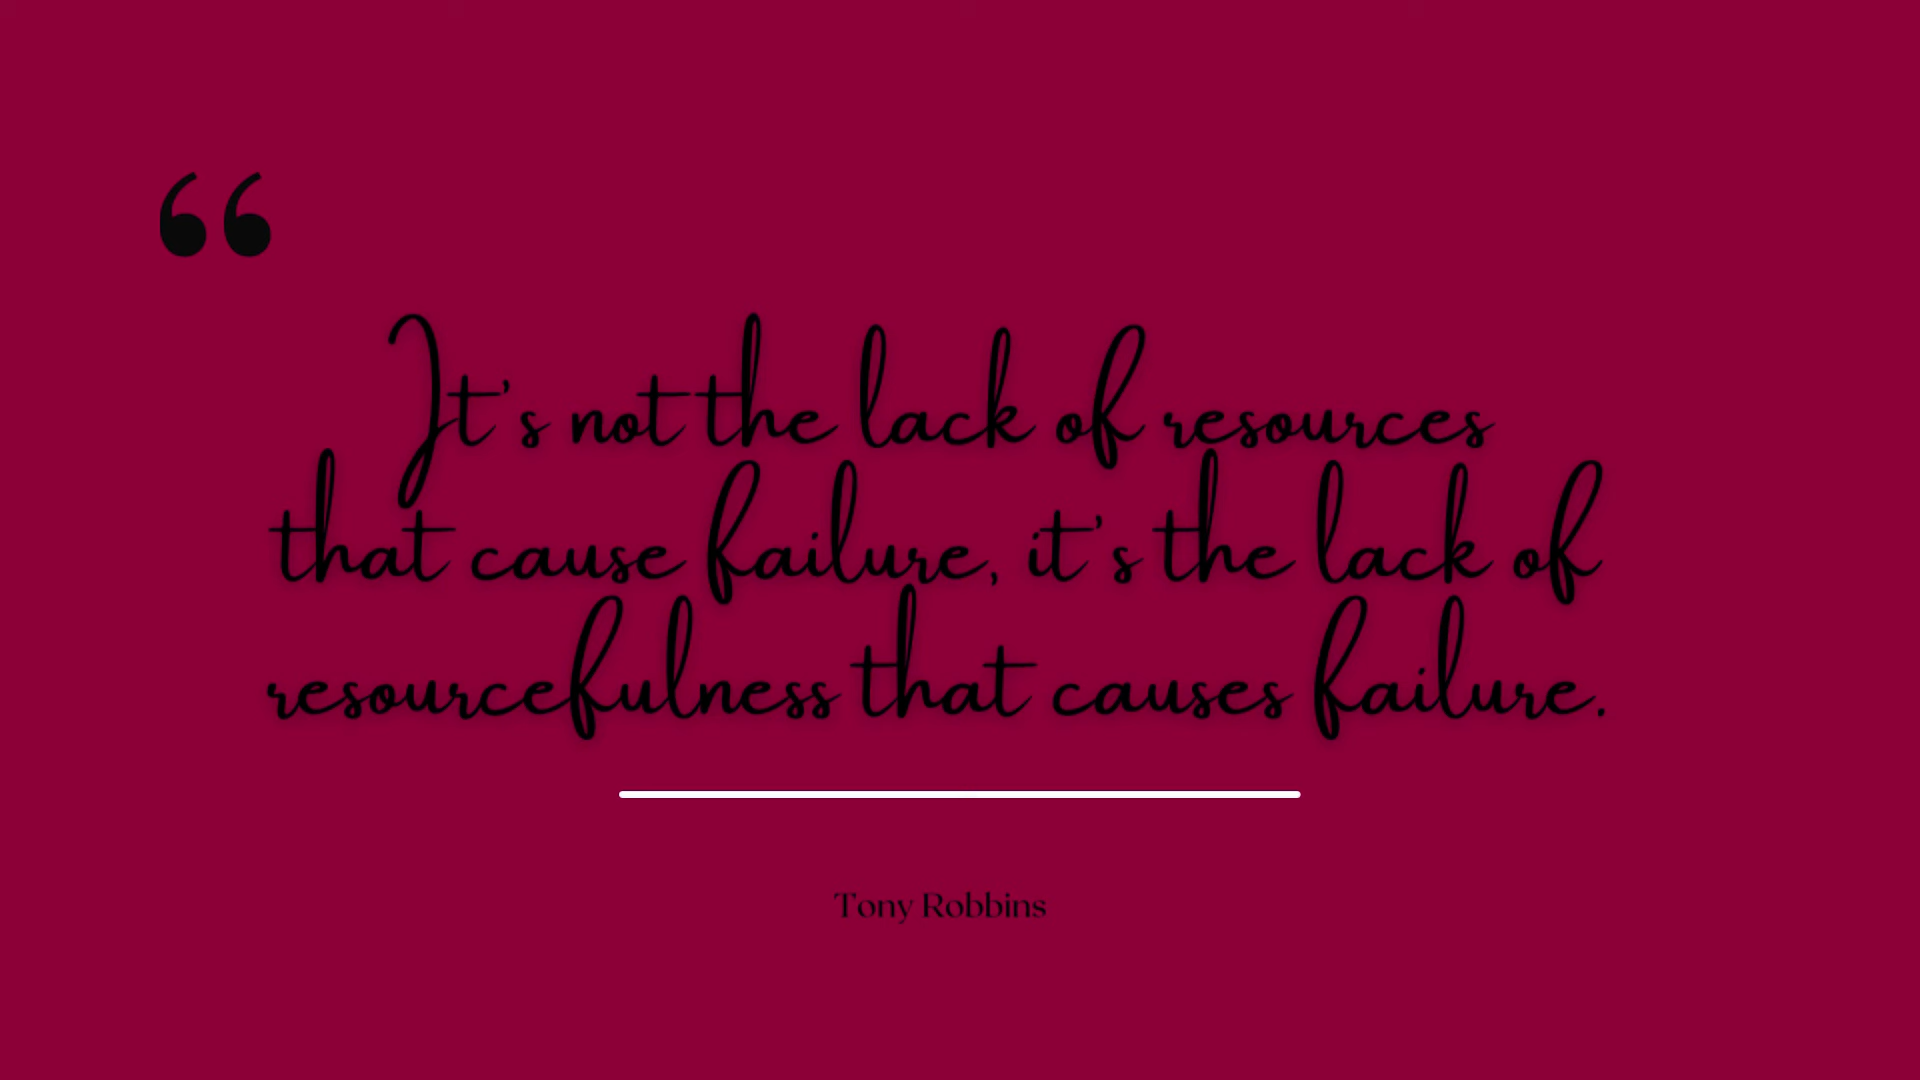 “
It's not the lack of resources
that cause failure, it's the lack of
resourcefulness that causes failure.
Tony Robbins